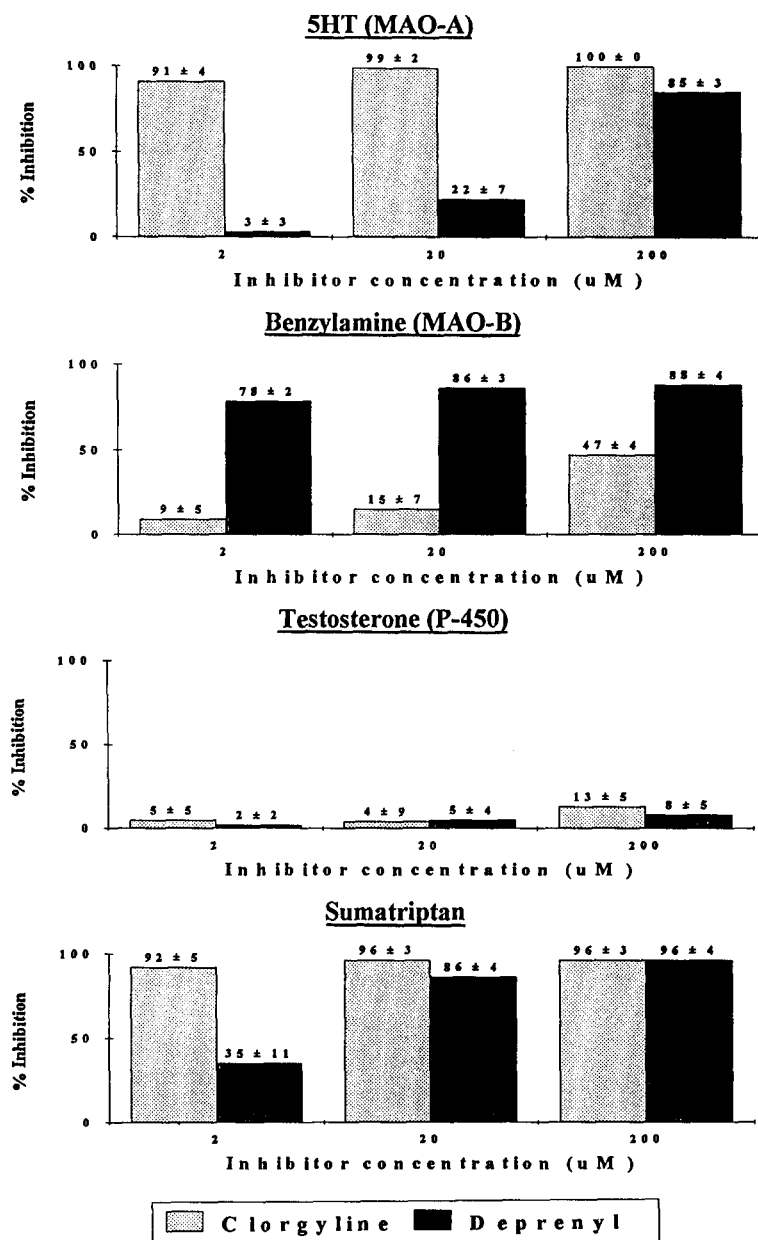 5HT (MAO-A)
% Inhibition
100
50
0
91 ± 4
3 ± 3
99 ± 2
22 ± 7
100 ± 0
85 ± 3
2 20 200
Inhibitor concentration (uM )
Benzylamine (MAO-B)
% Inhibition
100
50
0
9 ± 5
78 ± 2
15 ± 7
86 ± 3
47 ± 4
88 ± 4
2 20 200
Inhibitor concentration (uM )
Testosterone (P-450)
% Inhibition
100
50
0
5 ± 5
2 ± 2
4 ± 9
5 ± 4
13 ± 5
8 ± 5
2 20 200
Inhibitor concentration (uM )
Sumatriptan
% Inhibition
100
50
0
92 ± 5
35 ± 11
96 ± 3
86 ± 4
96 ± 3
96 ± 4
2 20 200
Inhibitor concentration (uM )
Clorgyline Deprenyl